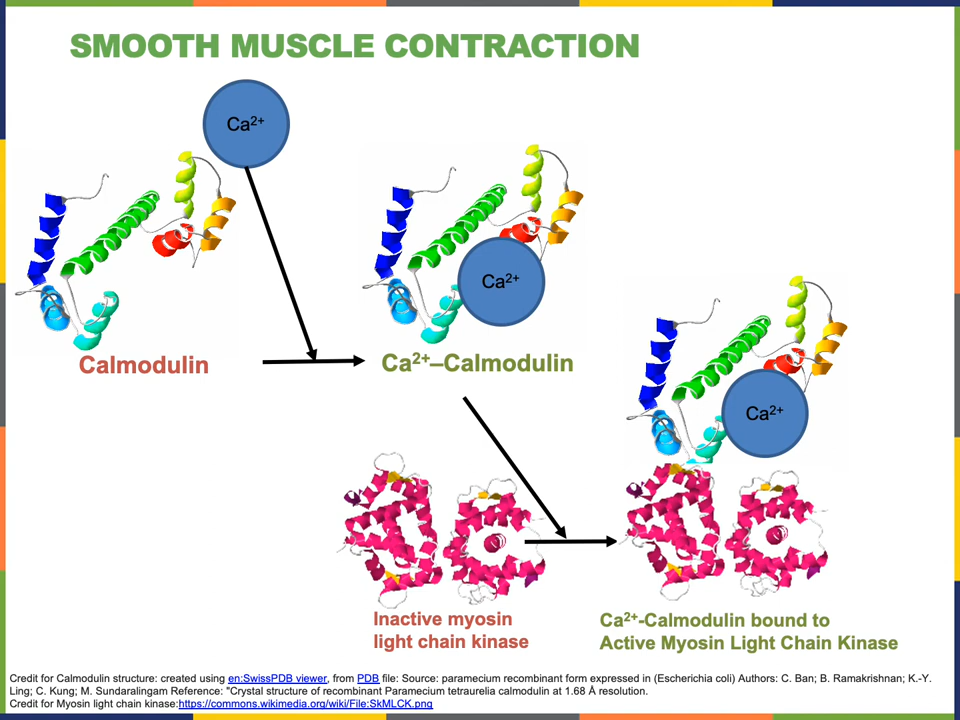 SMOOTH MUSCLE CONTRACTION
Ca²⁺
Ca²⁺
Calmodulin
Ca²⁺–Calmodulin
Ca²⁺
Inactive myosin
light chain kinase
Ca²⁺-Calmodulin bound to
Active Myosin Light Chain Kinase
Credit for Calmodulin structure: created using en:SwissPDB viewer, from PDB file: Source: paramecium recombinant form expressed in (Escherichia coli) Authors: C. Ban; B. Ramakrishnan; K.-Y.
Ling; C. Kung; M. Sundaralingam Reference: "Crystal structure of recombinant Paramecium tetraurelia calmodulin at 1.68 Å resolution.
Credit for Myosin light chain kinase:https://commons.wikimedia.org/wiki/File:SkMLCK.png